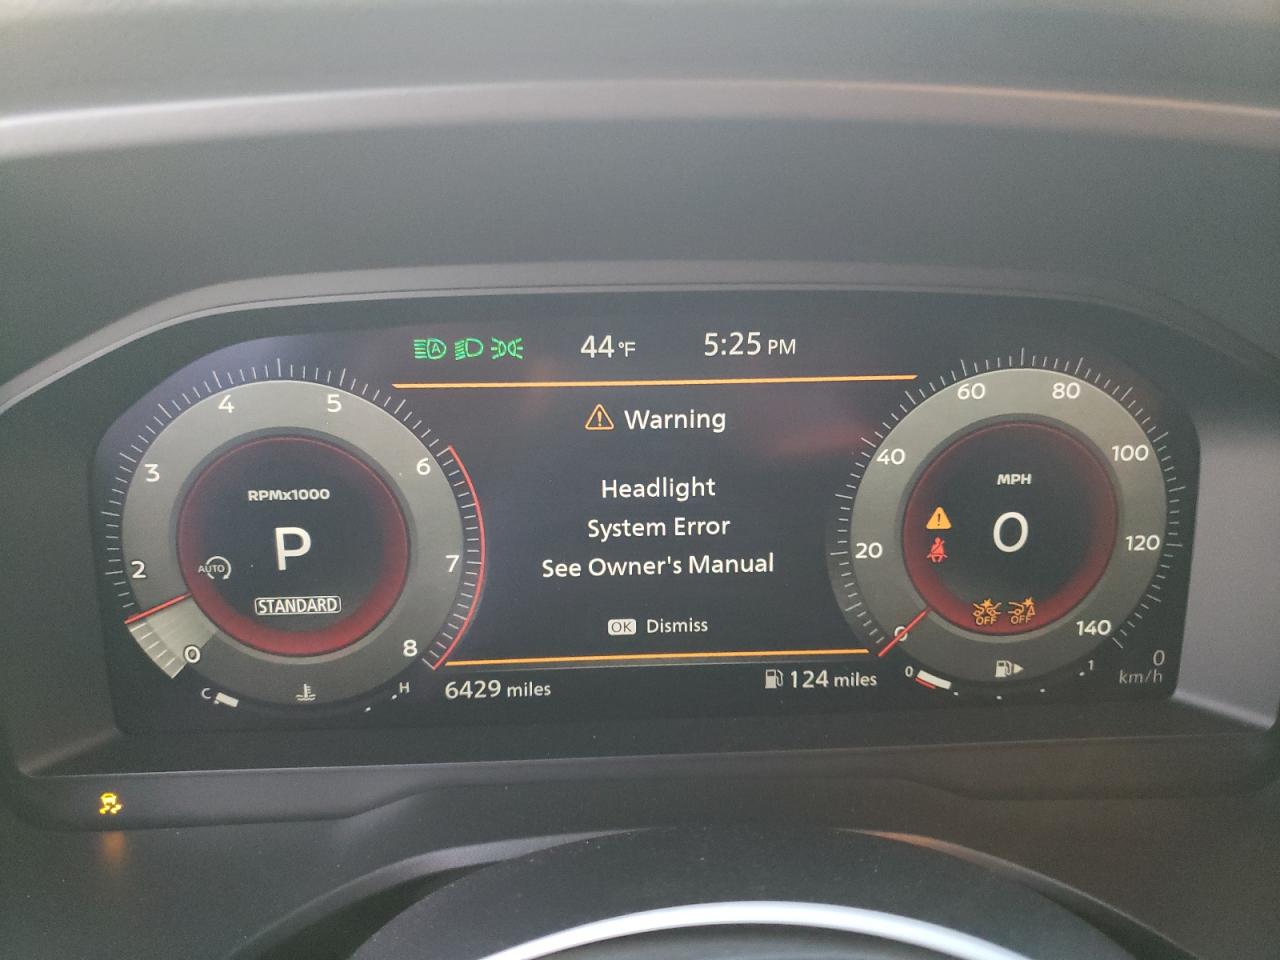 44°F 5:25 PM
Warning
Headlight
System Error
See Owner's Manual
OK Dismiss
6429 miles
124 miles
RPMx1000
P
AUTO
STANDARD
0
2
3
4
5
6
7
8
C H
A
MPH
0
0
20
40
60
80
100
120
140
OFF OFF
0 1
0
km/h